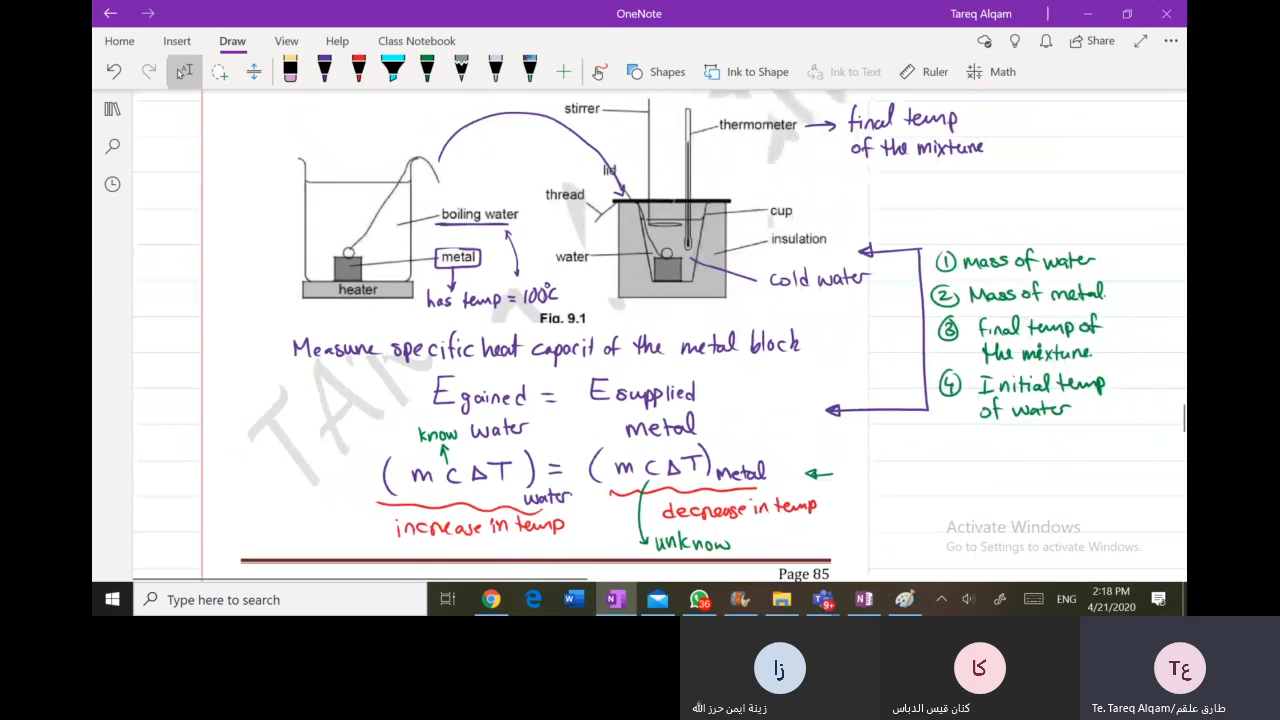 OneNote
Tareq Alqam
Home Insert Draw View Help Class Notebook
Share
Shapes Ink to Shape Ink to Text Ruler Math
stirrer
thermometer → final temp
of the mixture
lid
thread
boiling water
cup
insulation
metal
water
cold water
heater
has temp = 100°C
Fig. 9.1
① mass of water
② Mass of metal
③ final temp of
the mixture
④ Initial temp
of water
Measure specific heat capacit of the metal block
E gained = E supplied
water metal
know
( m c ΔT ) water = ( m c ΔT ) Metal
increase in temp
decrease in temp
unknow
Page 85
Activate Windows
Go to Settings to activate Windows.
Type here to search
36
9+
ENG
2:18 PM
4/21/2020
زا
كا
Tع
زينة ايمن حرز الله
كنان قيس الدباس
Te. Tareq Alqam/طارق علقم